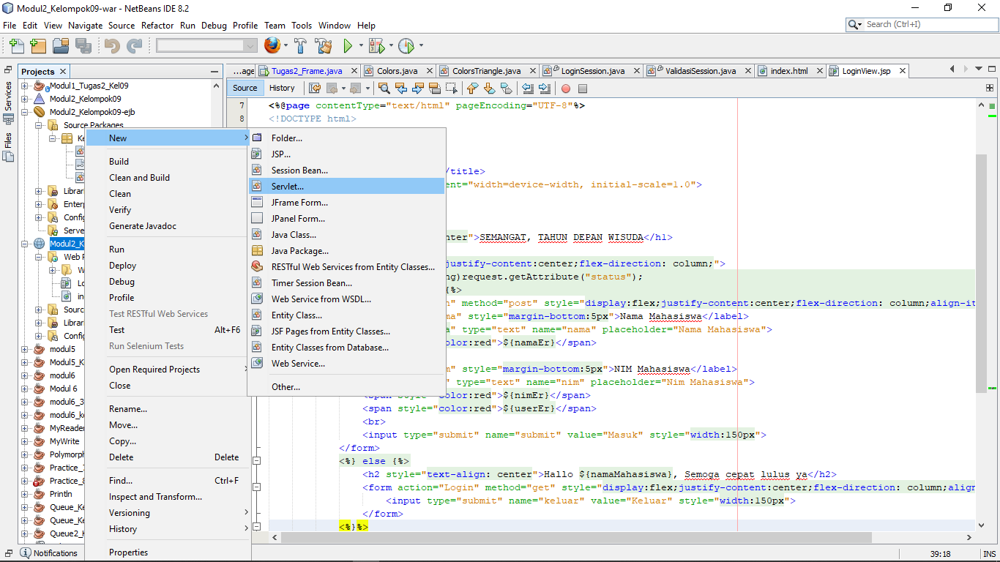 Modul2_Kelompok09-war - NetBeans IDE 8.2
File Edit View Navigate Source Refactor Run Debug Profile Team Tools Window Help
Search (Ctrl+I)
Projects
...age Tugas2_Frame.java Colors.java ColorsTriangle.java LoginSession.java ValidasiSession.java index.html LoginView.jsp
Source History
Services
Files
Modul1_Tugas2_Kel09
Modul2_Kelompok09
Modul2_Kelompok09-ejb
Source Packages
Ke
Librar
Enterp
Config
Serve
Modul2_K
Web P
W
Lo
in
Sourc
Librar
Config
modul5
Modul5_K
modul6
Modul 6
modul6_3
modul6_k
MyReader
MyWrite
Polymorph
Practice_7
Practice_8
Println
Queue_Ke
Queue_Ke
Queue2_K
New
Build
Clean and Build
Clean
Verify
Generate Javadoc
Run
Deploy
Debug
Profile
Test RESTful Web Services
Test Alt+F6
Run Selenium Tests
Open Required Projects
Close
Rename...
Move...
Copy...
Delete Delete
Find... Ctrl+F
Inspect and Transform...
Versioning
History
Properties
Folder...
JSP...
Session Bean...
Servlet...
JFrame Form...
JPanel Form...
Java Class...
Java Package...
RESTful Web Services from Entity Classes...
Timer Session Bean...
Web Service from WSDL...
Entity Class...
JSF Pages from Entity Classes...
Entity Classes from Database...
Web Service...
Other...
7 <%@page contentType="text/html" pageEncoding="UTF-8"%>
8 <!DOCTYPE html>
/title>
ent="width=device-width, initial-scale=1.0">
nter">SEMANGAT, TAHUN DEPAN WISUDA</h1>
justify-content:center;flex-direction: column;">
ng)request.getAttribute("status");
{%>
n" method="post" style="display:flex;justify-content:center;flex-direction: column;align-it
ma" style="margin-bottom:5px">Nama Mahasiswa</label>
a" type="text" name="nama" placeholder="Nama Mahasiswa">
olor:red">${namaEr}</span>
m" style="margin-bottom:5px">NIM Mahasiswa</label>
" type="text" name="nim" placeholder="Nim Mahasiswa">
<span style="color:red">${nimEr}</span>
<span style="color:red">${userEr}</span>
<br>
<input type="submit" name="submit" value="Masuk" style="width:150px">
</form>
<%} else {%>
<h2 style="text-align: center">Hallo ${namaMahasiswa}, Semoga cepat lulus ya</h2>
<form action="Login" method="get" style="display:flex;justify-content:center;flex-direction: column;align
<input type="submit" name="keluar" value="Keluar" style="width:150px">
</form>
<%}%>
Notifications
39:18 INS